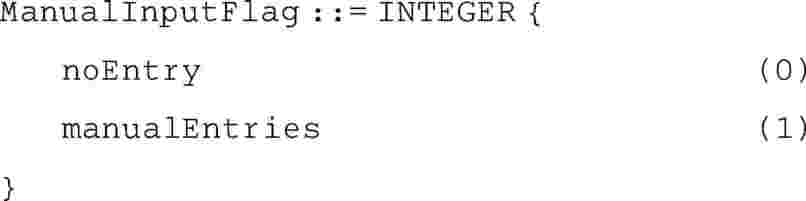 ManualInputFlag ::= INTEGER {
noEntry (0)
manualEntries (1)
}